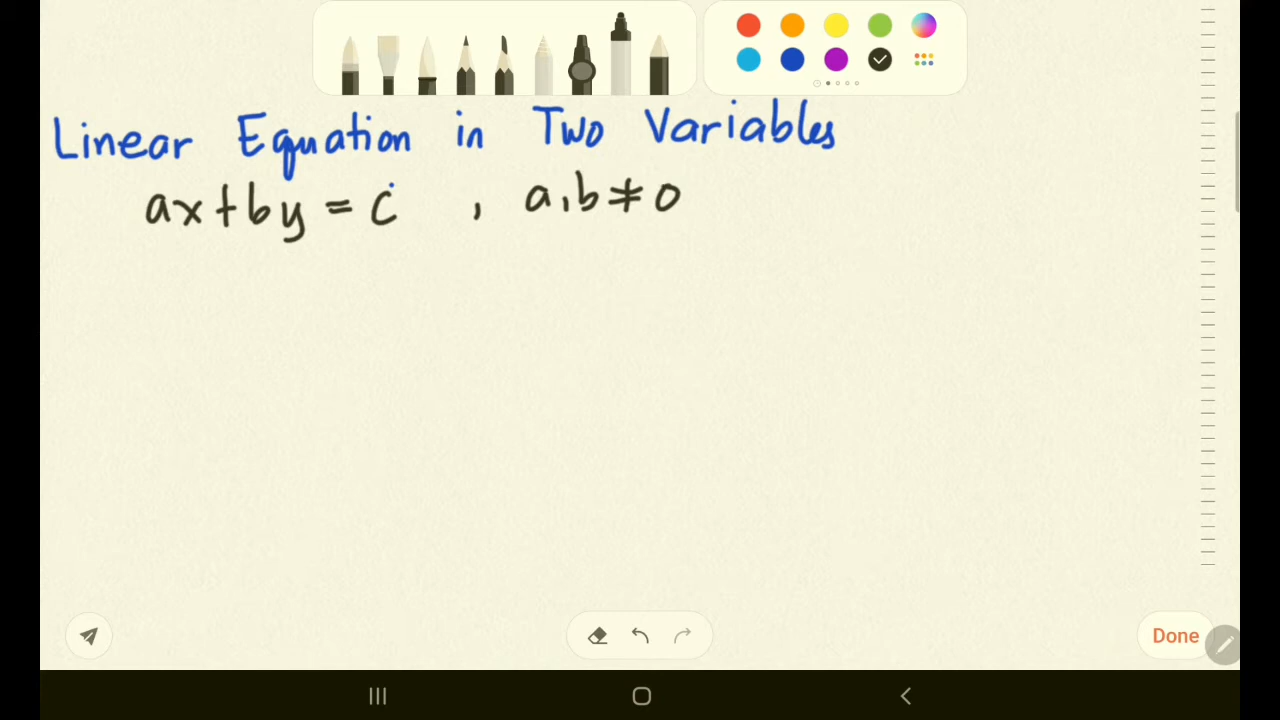 Linear Equation in Two Variables
ax + by = c , a, b ≠ 0
Done